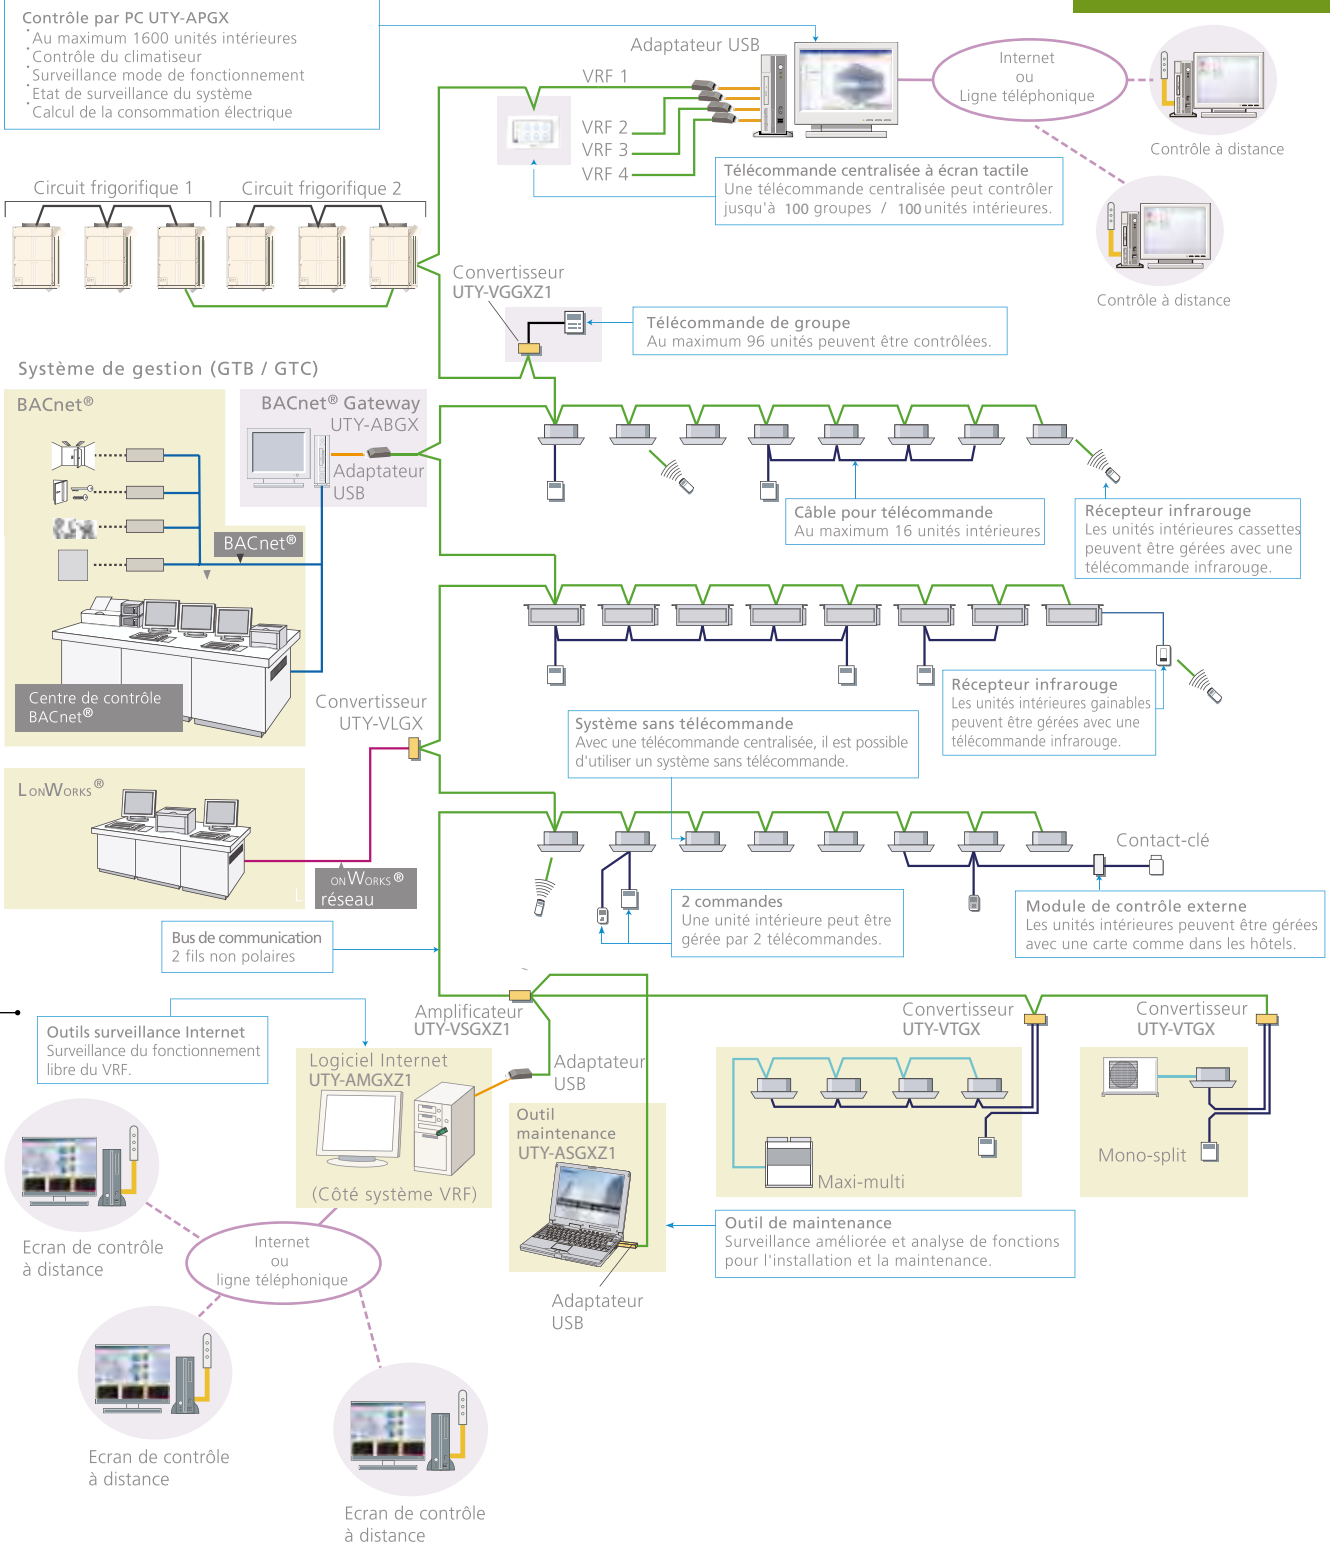 Contrôle par PC UTY-APGX
Au maximum 1600 unités intérieures
Contrôle du climatiseur
Surveillance mode de fonctionnement
Etat de surveillance du système
Calcul de la consommation électrique
Adaptateur USB
VRF 1
VRF 2
VRF 3
VRF 4
Internet
ou
Ligne téléphonique
Contrôle à distance
Contrôle à distance
Télécommande centralisée à écran tactile
Une télécommande centralisée peut contrôler
jusqu'à 100 groupes / 100 unités intérieures.
Circuit frigorifique 1
Circuit frigorifique 2
Convertisseur
UTY-VGGXZ1
Télécommande de groupe
Au maximum 96 unités peuvent être contrôlées.
Système de gestion (GTB / GTC)
BACnet®
BACnet® Gateway
UTY-ABGX
Adaptateur
USB
BACnet®
Centre de contrôle
BACnet®
Câble pour télécommande
Au maximum 16 unités intérieures
Récepteur infrarouge
Les unités intérieures cassettes
peuvent être gérées avec une
télécommande infrarouge.
Récepteur infrarouge
Les unités intérieures gainables
peuvent être gérées avec une
télécommande infrarouge.
Convertisseur
UTY-VLGX
Système sans télécommande
Avec une télécommande centralisée, il est possible
d'utiliser un système sans télécommande.
LONWORKS®
L
ONWORKS®
réseau
Contact-clé
2 commandes
Une unité intérieure peut être
gérée par 2 télécommandes.
Module de contrôle externe
Les unités intérieures peuvent être gérées
avec une carte comme dans les hôtels.
Bus de communication
2 fils non polaires
Amplificateur
UTY-VSGXZ1
Convertisseur
UTY-VTGX
Convertisseur
UTY-VTGX
Outils surveillance Internet
Surveillance du fonctionnement
libre du VRF.
Logiciel Internet
UTY-AMGXZ1
(Côté système VRF)
Adaptateur
USB
Outil
maintenance
UTY-ASGXZ1
Maxi-multi
Mono-split
Outil de maintenance
Surveillance améliorée et analyse de fonctions
pour l'installation et la maintenance.
Adaptateur
USB
Internet
ou
ligne téléphonique
Ecran de contrôle
à distance
Ecran de contrôle
à distance
Ecran de contrôle
à distance